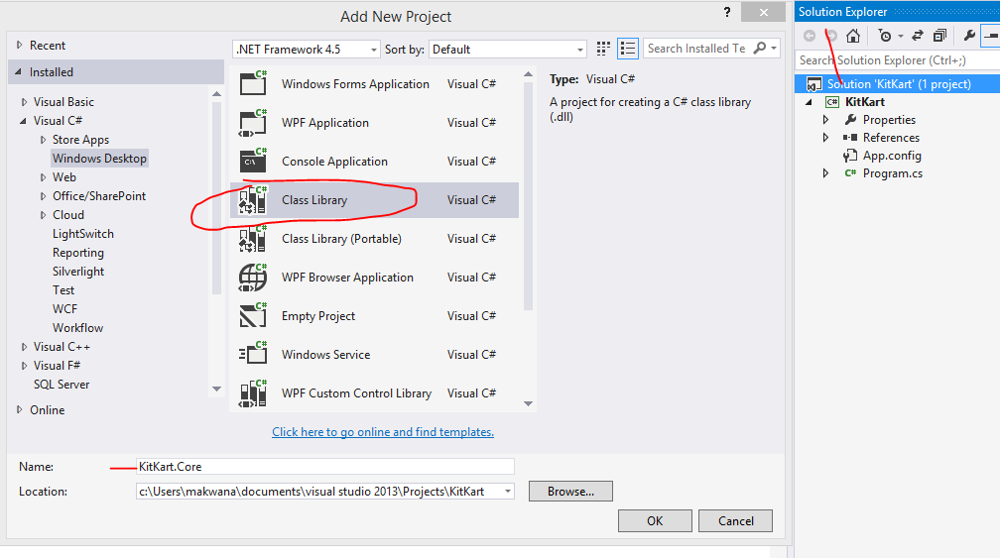 Add New Project
?
Recent
Installed
Visual Basic
Visual C#
Store Apps
Windows Desktop
Web
Office/SharePoint
Cloud
LightSwitch
Reporting
Silverlight
Test
WCF
Workflow
Visual C++
Visual F#
SQL Server
Online
.NET Framework 4.5
Sort by: Default
Search Installed Te
C# Windows Forms Application Visual C#
C# WPF Application Visual C#
C# C:\ Console Application Visual C#
C# Class Library Visual C#
C# Class Library (Portable) Visual C#
C# WPF Browser Application Visual C#
C# Empty Project Visual C#
C# Windows Service Visual C#
C# WPF Custom Control Library Visual C#
Click here to go online and find templates.
Type: Visual C#
A project for creating a C# class library
(.dll)
Name: KitKart.Core
Location: c:\Users\makwana\documents\visual studio 2013\Projects\KitKart
Browse...
OK
Cancel
Solution Explorer
Search Solution Explorer (Ctrl+;)
Solution 'KitKart' (1 project)
C# KitKart
Properties
References
App.config
C# Program.cs